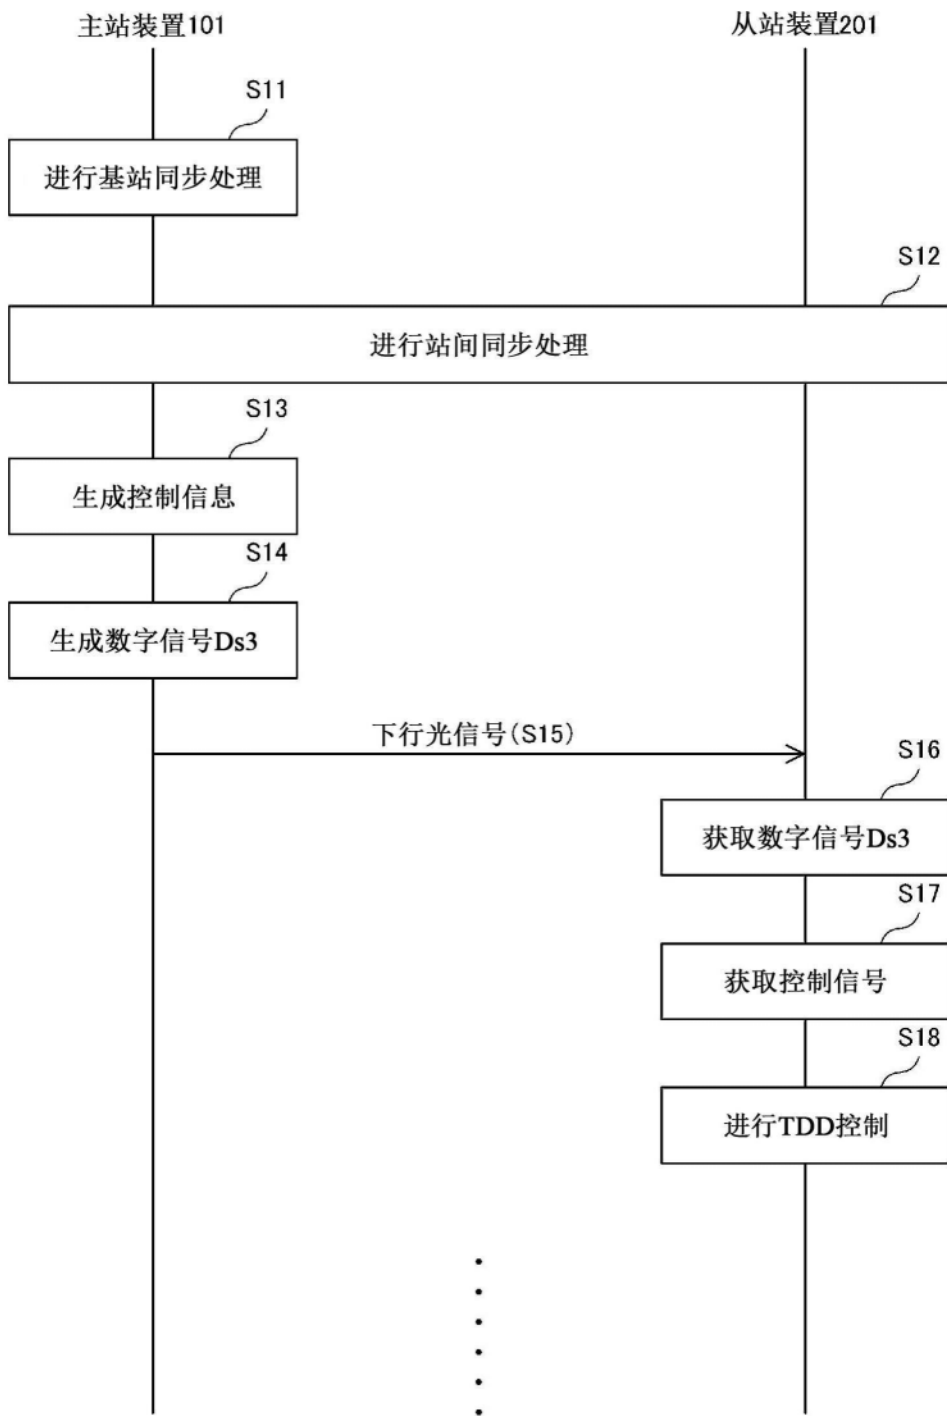 主站装置101
从站装置201
S11
进行基站同步处理
S12
进行站间同步处理
S13
生成控制信息
S14
生成数字信号Ds3
下行光信号(S15)
S16
获取数字信号Ds3
S17
获取控制信号
S18
进行TDD控制